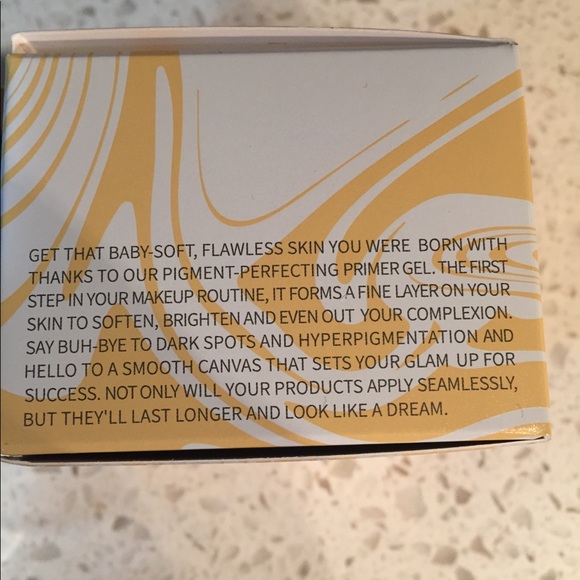 GET THAT BABY-SOFT, FLAWLESS SKIN YOU WERE BORN WITH
THANKS TO OUR PIGMENT-PERFECTING PRIMER GEL. THE FIRST
STEP IN YOUR MAKEUP ROUTINE, IT FORMS A FINE LAYER ON YOUR
SKIN TO SOFTEN, BRIGHTEN AND EVEN OUT YOUR COMPLEXION.
SAY BUH-BYE TO DARK SPOTS AND HYPERPIGMENTATION AND
HELLO TO A SMOOTH CANVAS THAT SETS YOUR GLAM UP FOR
SUCCESS. NOT ONLY WILL YOUR PRODUCTS APPLY SEAMLESSLY,
BUT THEY'LL LAST LONGER AND LOOK LIKE A DREAM.